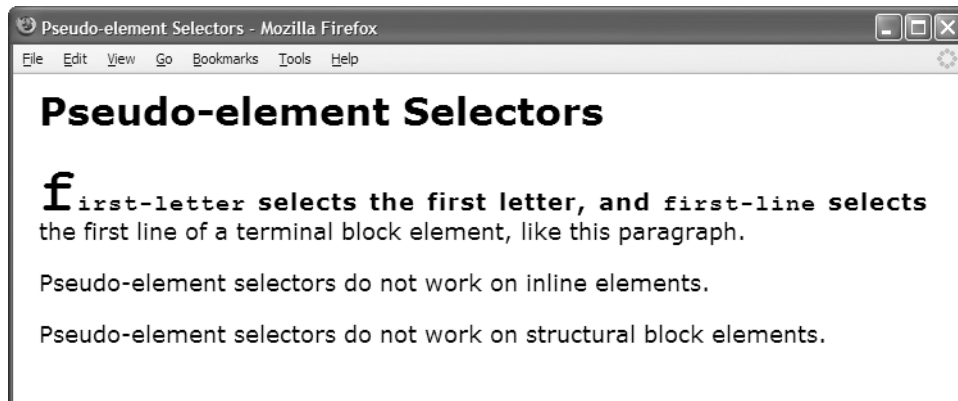 Pseudo-element Selectors - Mozilla Firefox
File Edit View Go Bookmarks Tools Help
Pseudo-element Selectors
first-letter selects the first letter, and first-line selects
the first line of a terminal block element, like this paragraph.
Pseudo-element selectors do not work on inline elements.
Pseudo-element selectors do not work on structural block elements.